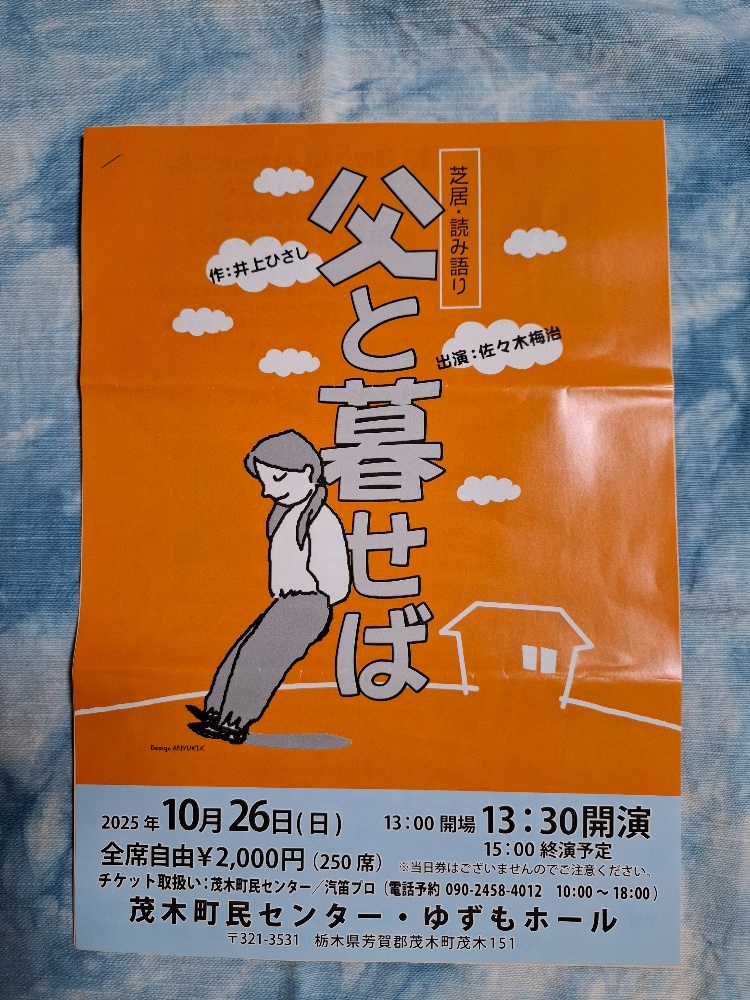 芝居・読み語り
父と暮せば
作：井上ひさし
出演：佐々木梅治
Design MIYUKI.K
2025年10月26日(日) 13:00開場 13：30開演
15：00 終演予定
全席自由￥2,000円（250席）
※当日券はございませんのでご注意ください。
チケット取扱い：茂木町民センター／汽笛プロ（電話予約 090-2458-4012 10:00～18:00）
茂木町民センター・ゆずもホール
〒321-3531 栃木県芳賀郡茂木町茂木151